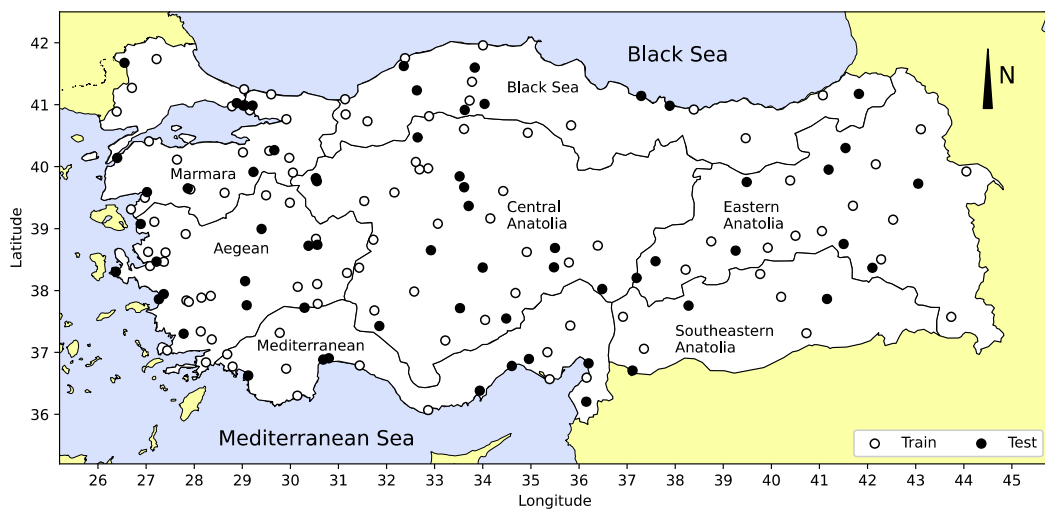 42
41
40
39
38
37
36
Latitude
Black Sea
N
Black Sea
Marmara
Central
Anatolia
Eastern
Anatolia
Aegean
Southeastern
Anatolia
Mediterranean
Mediterranean Sea
Train Test
26 27 28 29 30 31 32 33 34 35 36 37 38 39 40 41 42 43 44 45
Longitude